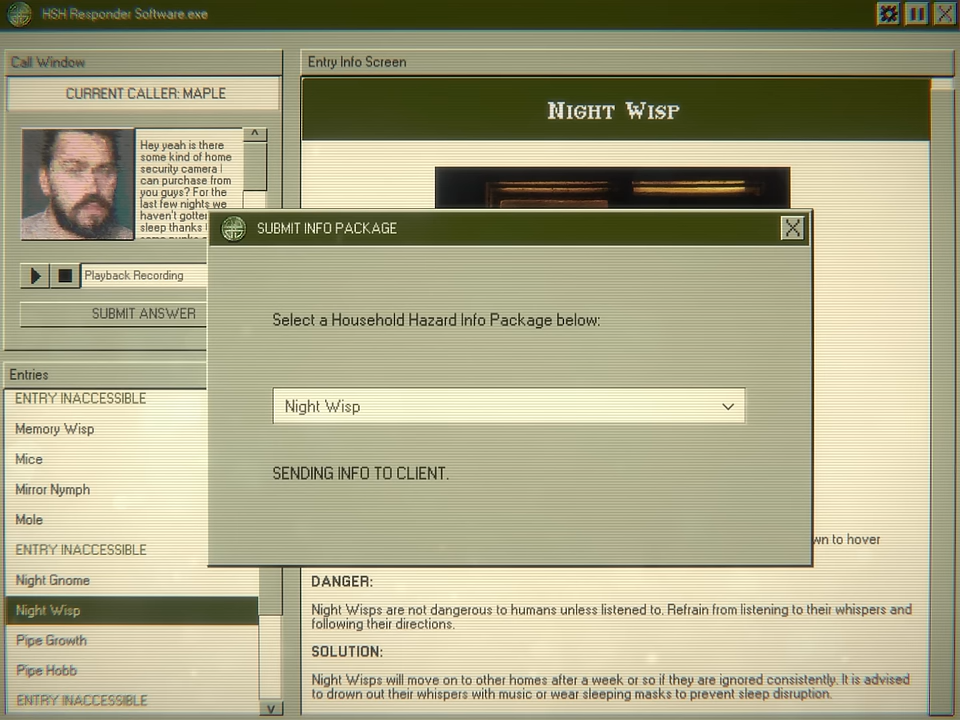 HSH Responder Software.exe
Call Window
CURRENT CALLER: MAPLE
Hey yeah is there
some kind of home
security camera I
can purchase from
you guys? For the
last few nights we
haven't gotten
sleep thanks
Playback Recording
SUBMIT ANSWER
Entries
ENTRY INACCESSIBLE
Memory Wisp
Mice
Mirror Nymph
Mole
ENTRY INACCESSIBLE
Night Gnome
Night Wisp
Pipe Growth
Pipe Hobb
ENTRY INACCESSIBLE
Entry Info Screen
NIGHT WISP
SUBMIT INFO PACKAGE
Select a Household Hazard Info Package below:
Night Wisp
SENDING INFO TO CLIENT.
to hover
DANGER:
Night Wisps are not dangerous to humans unless listened to. Refrain from listening to their whispers and
following their directions.
SOLUTION:
Night Wisps will move on to other homes after a week or so if they are ignored consistently. It is advised
to drown out their whispers with music or wear sleeping masks to prevent sleep disruption.